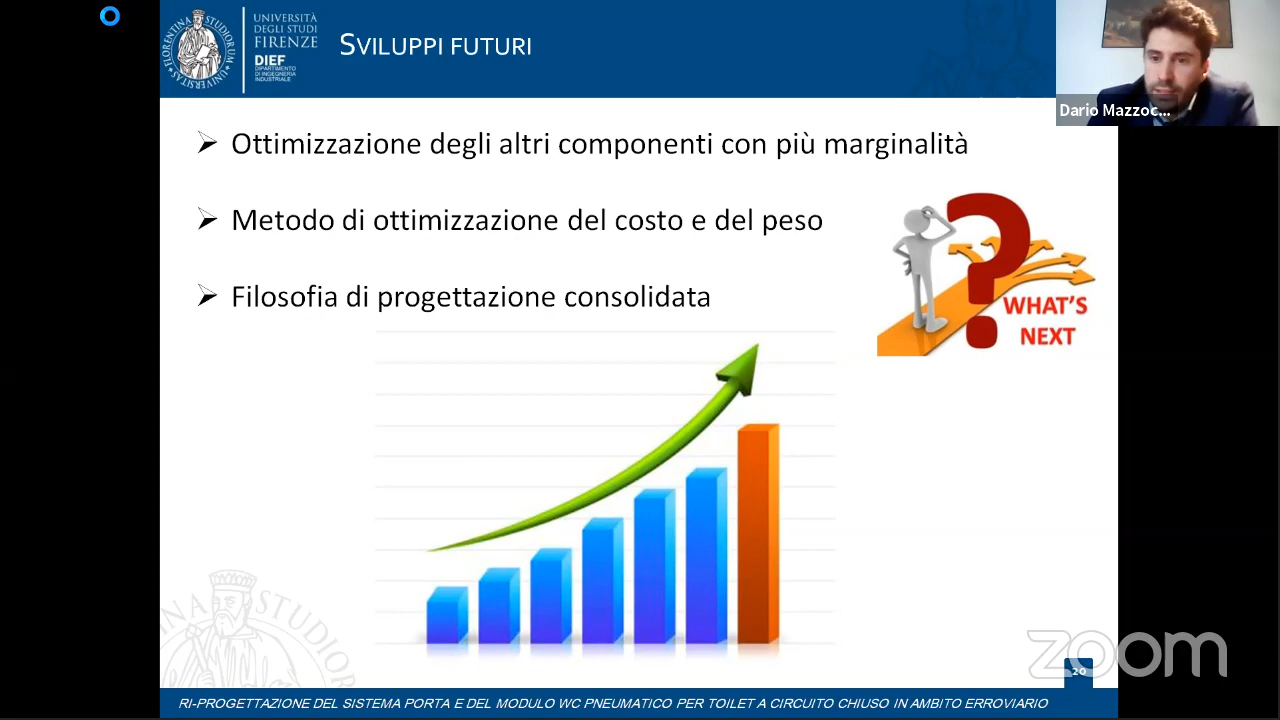 UNIVERSITÀ
DEGLI STUDI
FIRENZE
DIEF
DIPARTIMENTO
DI INGEGNERIA
INDUSTRIALE
SVILUPPI FUTURI
Dario Mazzoc...
Ottimizzazione degli altri componenti con più marginalità
Metodo di ottimizzazione del costo e del peso
Filosofia di progettazione consolidata
WHAT'S
NEXT
zoom
20
RI-PROGETTAZIONE DEL SISTEMA PORTA E DEL MODULO WC PNEUMATICO PER TOILET A CIRCUITO CHIUSO IN AMBITO ERROVIARIO